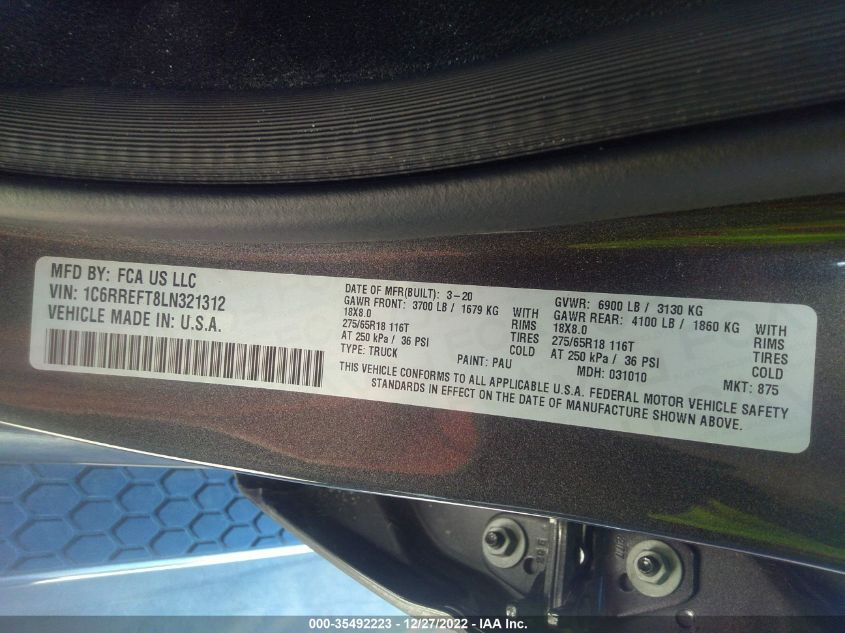 MFD BY: FCA US LLC
VIN: 1C6RREFT8LN321312
VEHICLE MADE IN: U.S.A.
DATE OF MFR(BUILT): 3-20
GAWR FRONT: 3700 LB / 1679 KG WITH
18X8.0 RIMS
275/65R18 116T TIRES
AT 250 kPa / 36 PSI COLD
TYPE: TRUCK PAINT: PAU
GVWR: 6900 LB / 3130 KG
GAWR REAR: 4100 LB / 1860 KG WITH
18X8.0 RIMS
275/65R18 116T TIRES
AT 250 kPa / 36 PSI COLD
MDH: 031010 MKT: 875
THIS VEHICLE CONFORMS TO ALL APPLICABLE U.S.A. FEDERAL MOTOR VEHICLE SAFETY
STANDARDS IN EFFECT ON THE DATE OF MANUFACTURE SHOWN ABOVE.
000-35492223 - 12/27/2022 - IAA Inc.